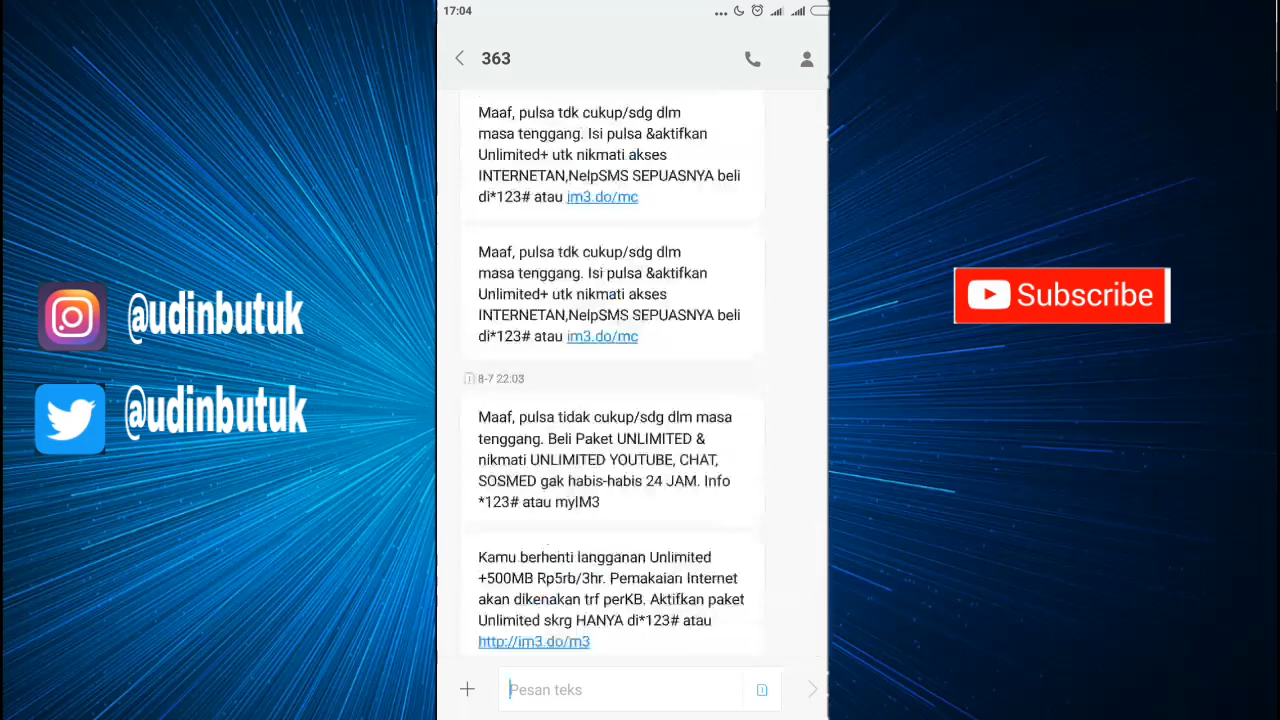 17:04
363
Maaf, pulsa tdk cukup/sdg dlm
masa tenggang. Isi pulsa &aktifkan
Unlimited+ utk nikmati akses
INTERNETAN,NelpSMS SEPUASNYA beli
di*123# atau im3.do/mc
Maaf, pulsa tdk cukup/sdg dlm
masa tenggang. Isi pulsa &aktifkan
Unlimited+ utk nikmati akses
INTERNETAN,NelpSMS SEPUASNYA beli
di*123# atau im3.do/mc
8-7 22:03
Maaf, pulsa tidak cukup/sdg dlm masa
tenggang. Beli Paket UNLIMITED &
nikmati UNLIMITED YOUTUBE, CHAT,
SOSMED gak habis-habis 24 JAM. Info
*123# atau myIM3
Kamu berhenti langganan Unlimited
+500MB Rp5rb/3hr. Pemakaian Internet
akan dikenakan trf perKB. Aktifkan paket
Unlimited skrg HANYA di*123# atau
http://im3.do/m3
Pesan teks
@udinbutuk
@udinbutuk
Subscribe